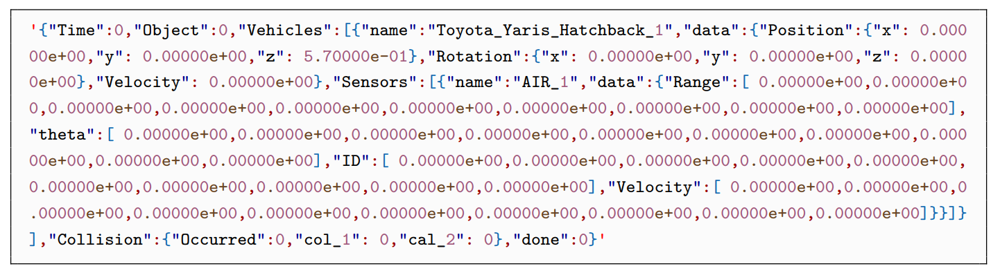 '{"Time":0,"Object":0,"Vehicles":[{"name":"Toyota_Yaris_Hatchback_1","data":{"Position":{"x": 0.000
00e+00,"y": 0.00000e+00,"z": 5.70000e-01},"Rotation":{"x": 0.00000e+00,"y": 0.00000e+00,"z": 0.0000
0e+00},"Velocity": 0.00000e+00},"Sensors":[{"name":"AIR_1","data":{"Range":[ 0.00000e+00,0.00000e+0
0,0.00000e+00,0.00000e+00,0.00000e+00,0.00000e+00,0.00000e+00,0.00000e+00,0.00000e+00,0.00000e+00],
"theta":[ 0.00000e+00,0.00000e+00,0.00000e+00,0.00000e+00,0.00000e+00,0.00000e+00,0.00000e+00,0.000
00e+00,0.00000e+00,0.00000e+00],"ID":[ 0.00000e+00,0.00000e+00,0.00000e+00,0.00000e+00,0.00000e+00,
0.00000e+00,0.00000e+00,0.00000e+00,0.00000e+00,0.00000e+00],"Velocity":[ 0.00000e+00,0.00000e+00,0
.00000e+00,0.00000e+00,0.00000e+00,0.00000e+00,0.00000e+00,0.00000e+00,0.00000e+00,0.00000e+00]}}]}
],"Collision":{"Occurred":0,"col_1": 0,"cal_2": 0},"done":0}'